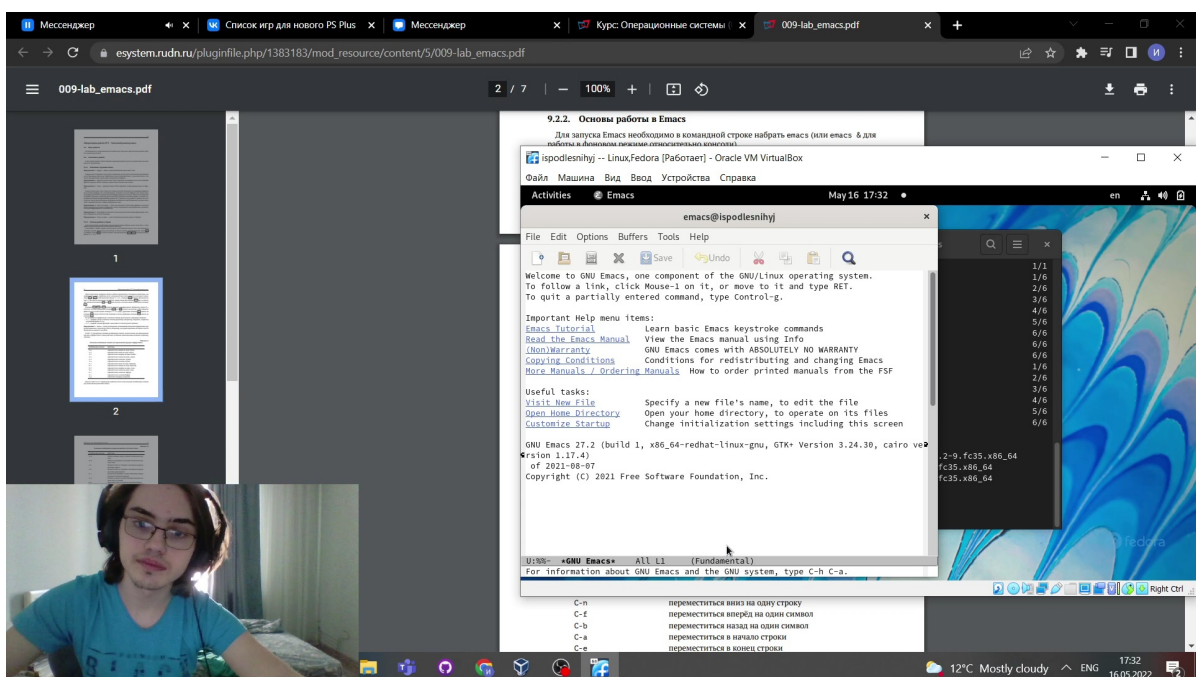 Мессенджер
Список игр для нового PS Plus
Мессенджер
Курс: Операционные системы (
009-lab_emacs.pdf
esystem.rudn.ru/pluginfile.php/1383183/mod_resource/content/5/009-lab_emacs.pdf
И
009-lab_emacs.pdf
2 / 7
100%
1
2
9.2.2. Основы работы в Emacs
Для запуска Emacs необходимо в командной строке набрать emacs (или emacs & для
работы в фоновом режиме относительно консоли).
ispodlesnihyj -- Linux,Fedora [Работает] - Oracle VM VirtualBox
Файл Машина Вид Ввод Устройства Справка
Activities Emacs May 16 17:32 en
emacs@ispodlesnihyj
File Edit Options Buffers Tools Help
Save Undo
Welcome to GNU Emacs, one component of the GNU/Linux operating system.
To follow a link, click Mouse-1 on it, or move to it and type RET.
To quit a partially entered command, type Control-g.
Important Help menu items:
Emacs Tutorial Learn basic Emacs keystroke commands
Read the Emacs Manual View the Emacs manual using Info
(Non)Warranty GNU Emacs comes with ABSOLUTELY NO WARRANTY
Copying Conditions Conditions for redistributing and changing Emacs
More Manuals / Ordering Manuals How to order printed manuals from the FSF
Useful tasks:
Visit New File Specify a new file's name, to edit the file
Open Home Directory Open your home directory, to operate on its files
Customize Startup Change initialization settings including this screen
GNU Emacs 27.2 (build 1, x86_64-redhat-linux-gnu, GTK+ Version 3.24.30, cairo ve
rsion 1.17.4)
of 2021-08-07
Copyright (C) 2021 Free Software Foundation, Inc.
U:%%- *GNU Emacs* All L1 (Fundamental)
For information about GNU Emacs and the GNU system, type C-h C-a.
1/1
1/6
2/6
3/6
4/6
5/6
6/6
6/6
6/6
1/6
2/6
3/6
4/6
5/6
6/6
.2-9.fc35.x86_64
fc35.x86_64
fc35.x86_64
fedora
Right Ctrl
C-n переместиться вниз на одну строку
C-f переместиться вперёд на один символ
C-b переместиться назад на один символ
C-a переместиться в начало строки
C-e переместиться в конец строки
12°C Mostly cloudy ENG
17:32
16.05.2022